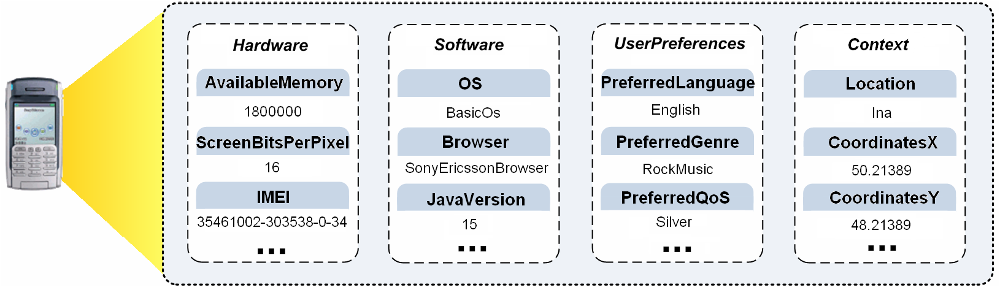 Hardware
AvailableMemory
1800000
ScreenBitsPerPixel
16
IMEI
35461002-303538-0-34
...
Software
OS
BasicOs
Browser
SonyEricssonBrowser
JavaVersion
15
...
UserPreferences
PreferredLanguage
English
PreferredGenre
RockMusic
PreferredQoS
Silver
...
Context
Location
Ina
CoordinatesX
50.21389
CoordinatesY
48.21389
...